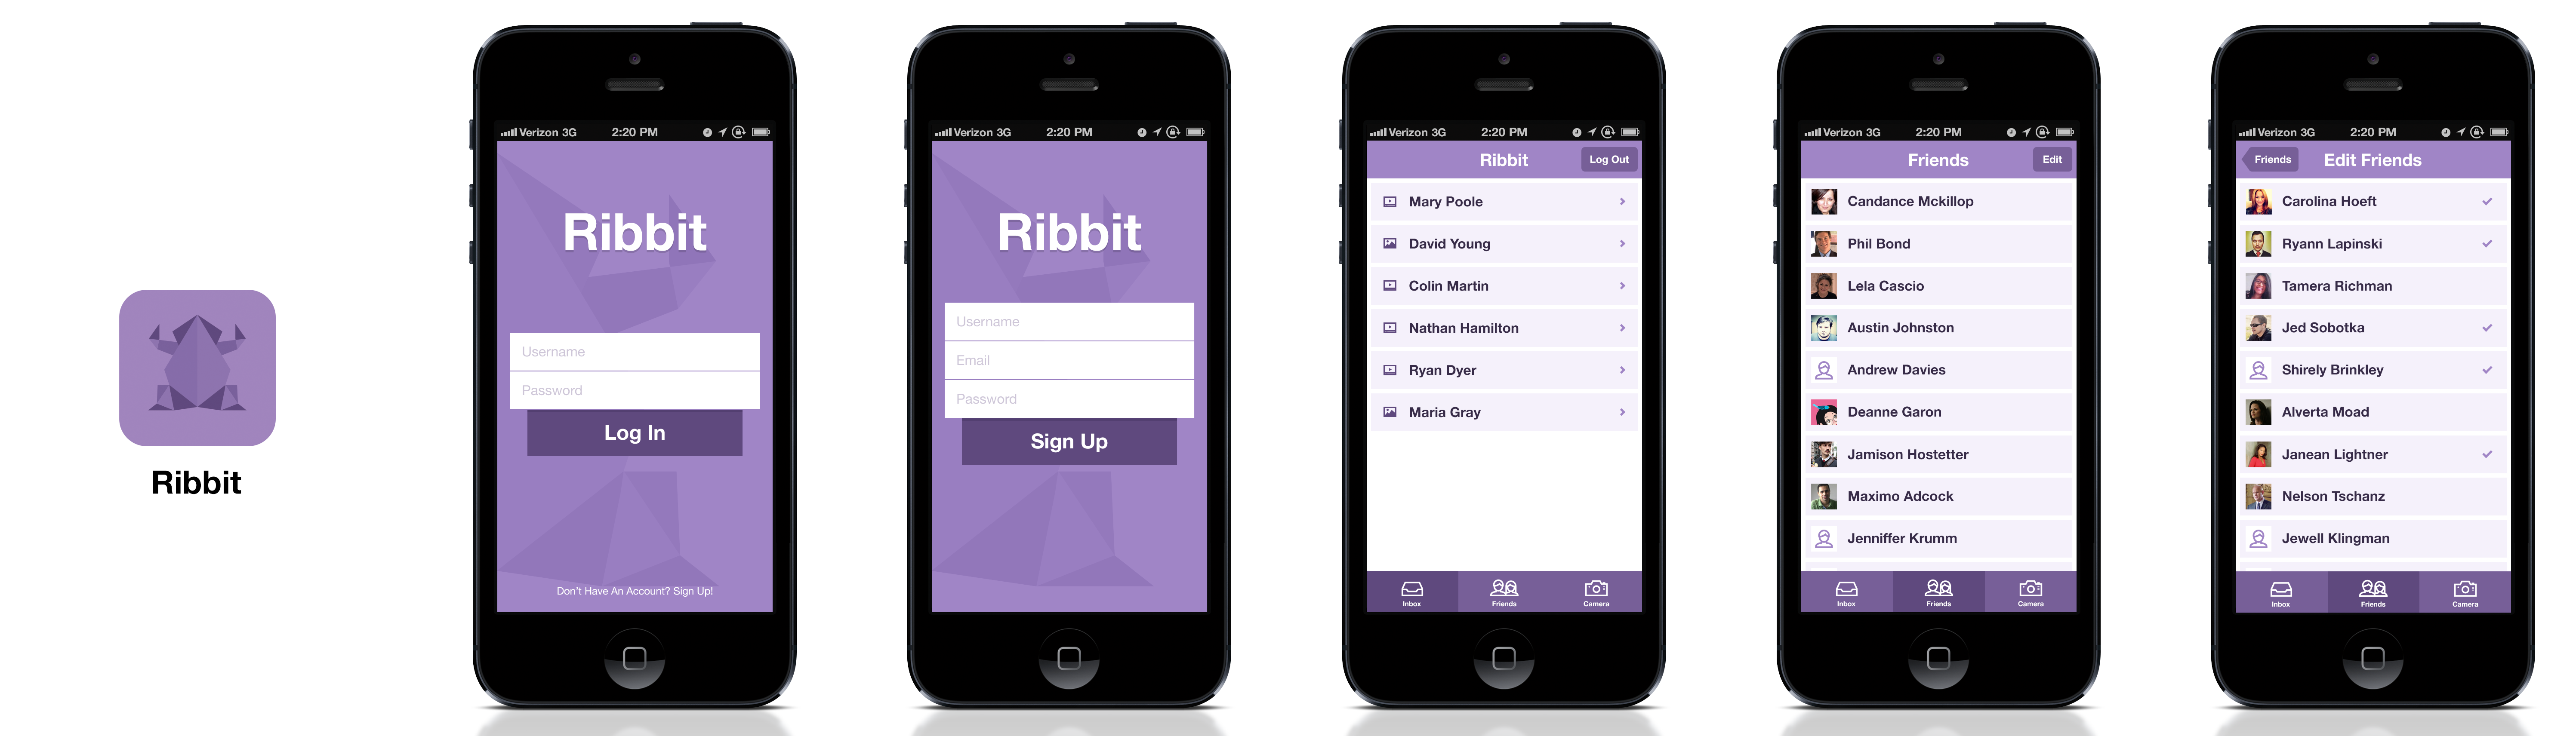 Ribbit
Verizon 3G 2:20 PM
Ribbit
Username
Password
Log In
Don't Have An Account? Sign Up!
Verizon 3G 2:20 PM
Ribbit
Username
Email
Password
Sign Up
Verizon 3G 2:20 PM
Ribbit Log Out
Mary Poole
David Young
Colin Martin
Nathan Hamilton
Ryan Dyer
Maria Gray
Inbox Friends Camera
Verizon 3G 2:20 PM
Friends Edit
Candance Mckillop
Phil Bond
Lela Cascio
Austin Johnston
Andrew Davies
Deanne Garon
Jamison Hostetter
Maximo Adcock
Jenniffer Krumm
Inbox Friends Camera
Verizon 3G 2:20 PM
Friends Edit Friends
Carolina Hoeft
Ryann Lapinski
Tamera Richman
Jed Sobotka
Shirely Brinkley
Alverta Moad
Janean Lightner
Nelson Tschanz
Jewell Klingman
Inbox Friends Camera